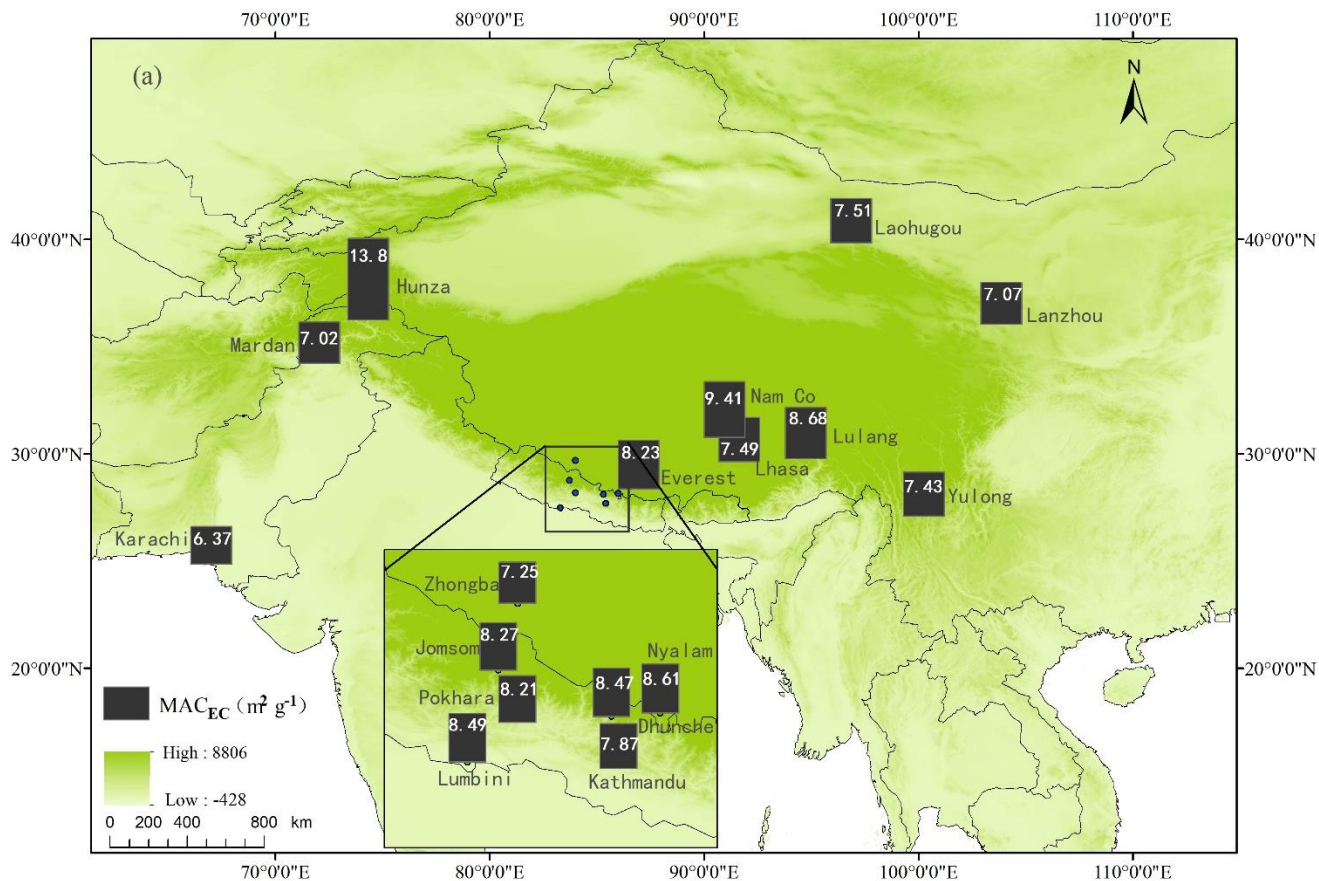 70°0'0"E 80°0'0"E 90°0'0"E 100°0'0"E 110°0'0"E
(a)
N
40°0'0"N
40°0'0"N
30°0'0"N
30°0'0"N
20°0'0"N
20°0'0"N
7.51
Laohugou
13.8
Hunza
7.07
Lanzhou
7.02
Mardan
9.41
Nam Co
8.68
Lulang
7.49
Lhasa
8.23
Everest
7.43
Yulong
6.37
Karachi
7.25
Zhongba
8.27
Jomsom
Nyalam
8.61
8.47
Dhunche
8.21
Pokhara
8.49
Lumbini
7.87
Kathmandu
MACEC (m² g⁻¹)
High : 8806
Low : -428
0 200 400 800 km
70°0'0"E 80°0'0"E 90°0'0"E 100°0'0"E 110°0'0"E